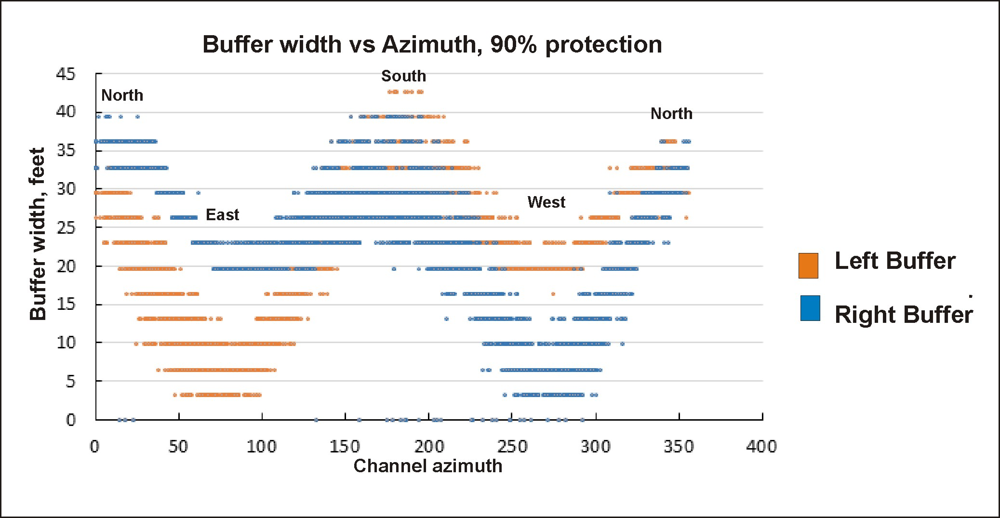 Buffer width vs Azimuth, 90% protection
45
South
North
40
North
35
30
West
East
25
20
15
10
5
0
Buffer width, feet
0 50 100 150 200 250 300 350 400
Channel azimuth
Left Buffer
Right Buffer